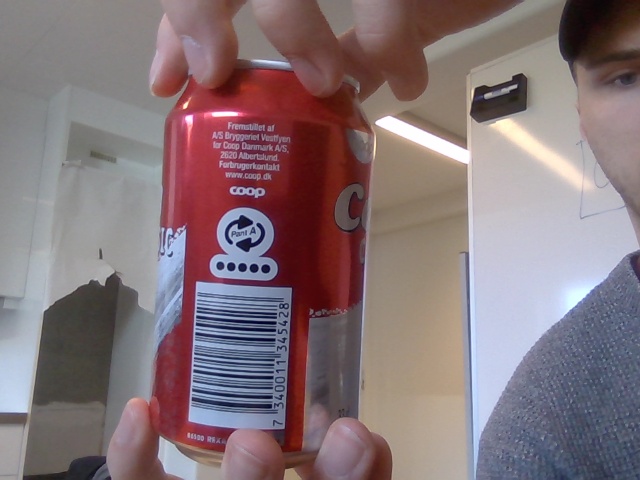 Fremstillet af
A/S Bryggeriet Vestfyen
for Coop Danmark A/S,
2620 Albertslund.
Forbrugerkontakt
www.coop.dk
coop
Pant A
7 340011 345428